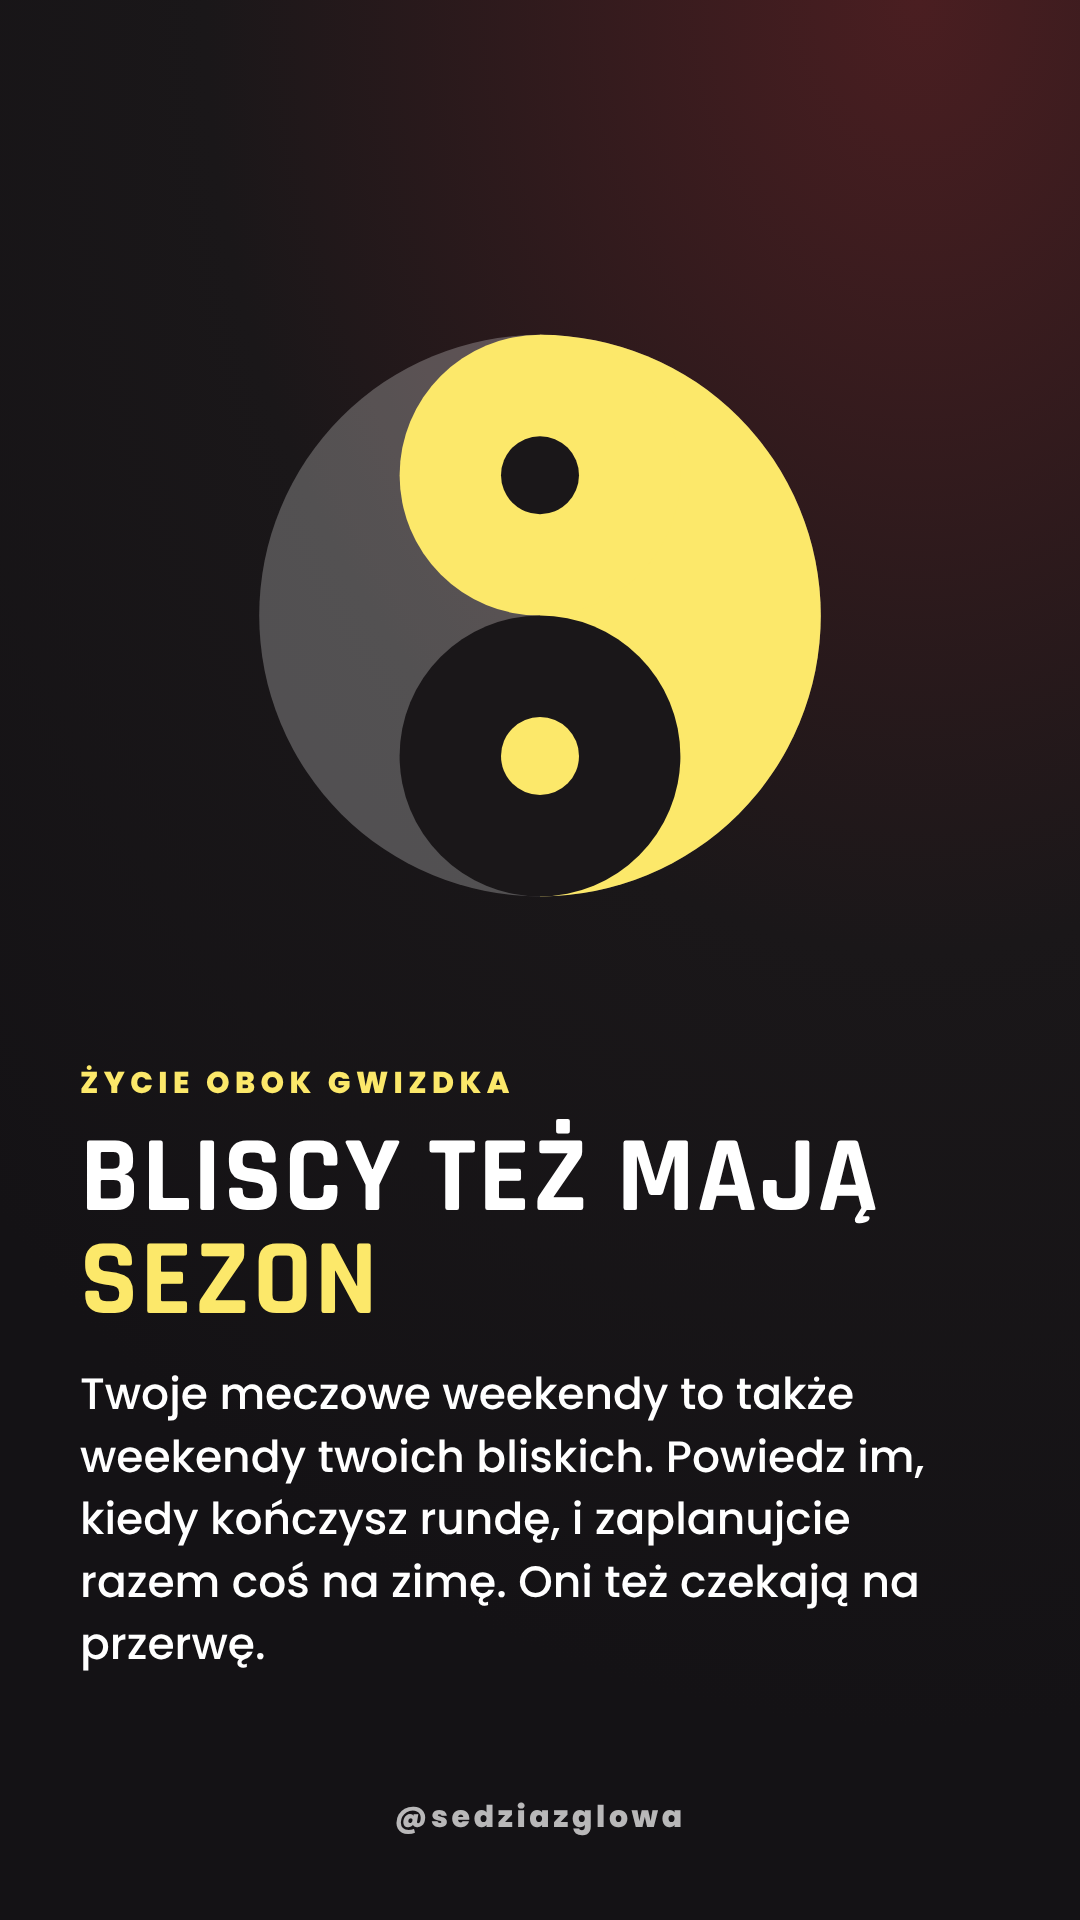 ŻYCIE OBOK GWIZDKA
BLISCY TEŻ MAJĄ
SEZON
Twoje meczowe weekendy to także
weekendy twoich bliskich. Powiedz im,
kiedy kończysz rundę, i zaplanujcie
razem coś na zimę. Oni też czekają na
przerwę.
@sedziazglowa